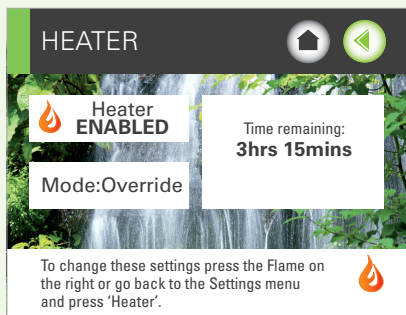 HEATER
Heater
ENABLED
Time remaining:
3hrs 15mins
Mode:Override
To change these settings press the Flame on
the right or go back to the Settings menu
and press ‘Heater’.